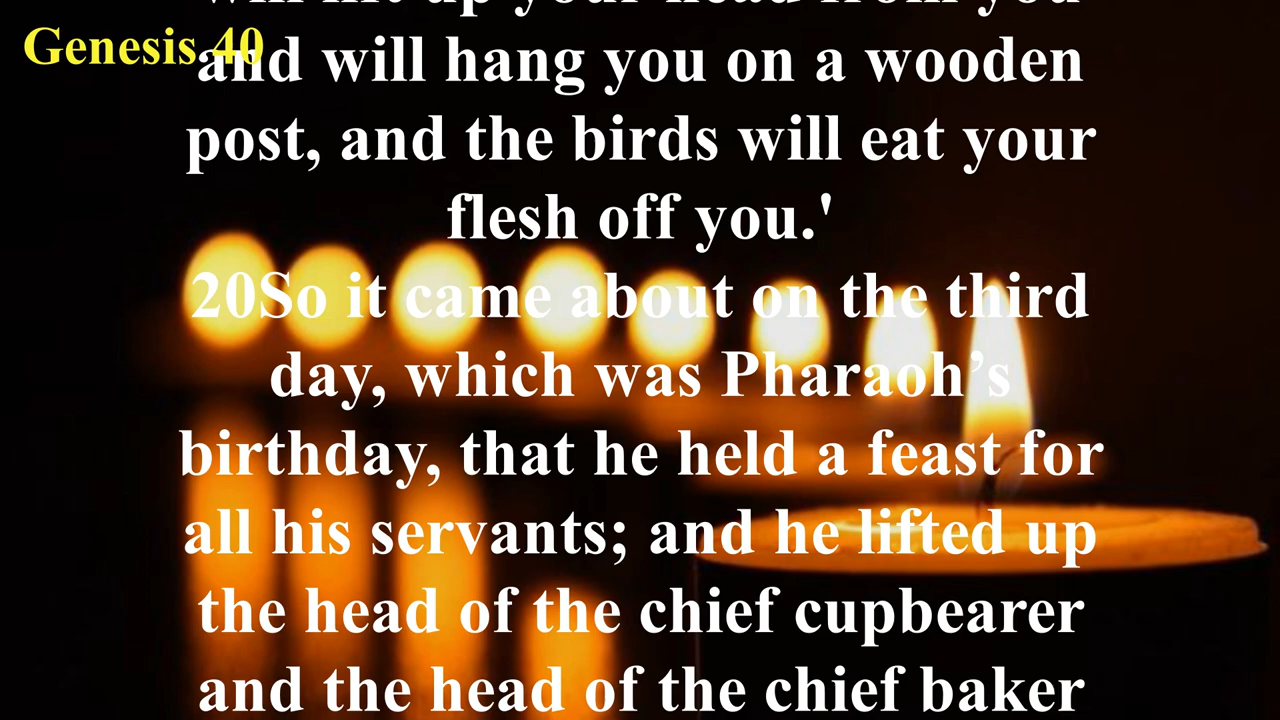 will lift up your head from you
Genesis 40
and will hang you on a wooden
post, and the birds will eat your
flesh off you.'
20So it came about on the third
day, which was Pharaoh’s
birthday, that he held a feast for
all his servants; and he lifted up
the head of the chief cupbearer
and the head of the chief baker